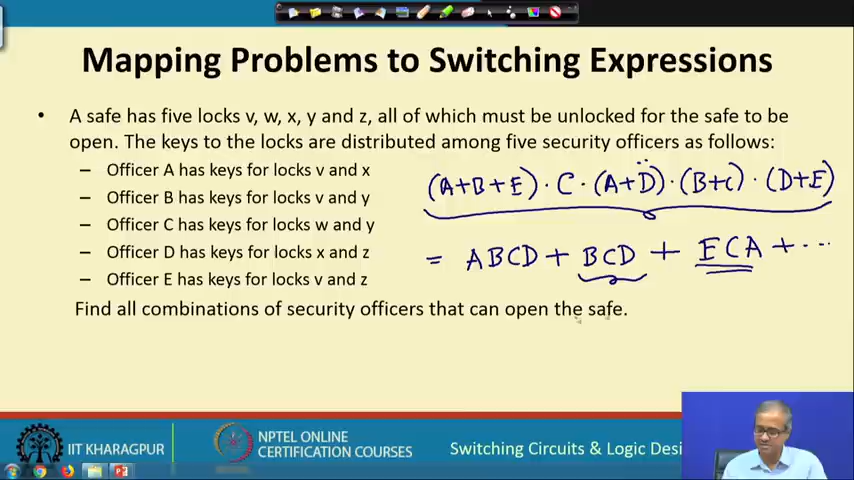 Mapping Problems to Switching Expressions
• A safe has five locks v, w, x, y and z, all of which must be unlocked for the safe to be
open. The keys to the locks are distributed among five security officers as follows:
– Officer A has keys for locks v and x
– Officer B has keys for locks v and y
– Officer C has keys for locks w and y
– Officer D has keys for locks x and z
– Officer E has keys for locks v and z
(A+B+E) · C · (A+D) · (B+C) · (D+E)
= ABCD + BCD + ECA + ...
Find all combinations of security officers that can open the safe.
IIT KHARAGPUR
NPTEL ONLINE
CERTIFICATION COURSES
Switching Circuits & Logic Desi